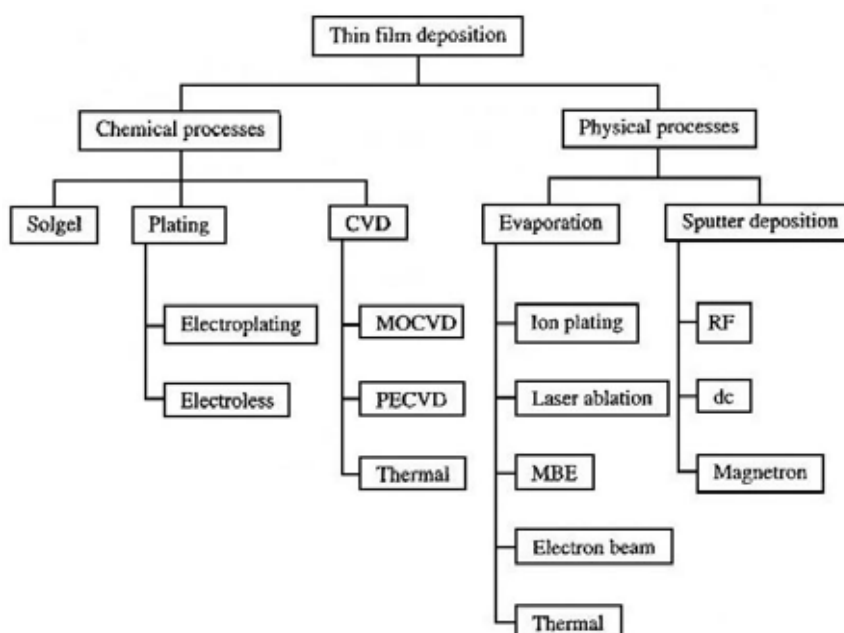 Thin film deposition
Chemical processes
Physical processes
Solgel
Plating
CVD
Evaporation
Sputter deposition
Electroplating
MOCVD
Ion plating
RF
Electroless
PECVD
Laser ablation
dc
Thermal
MBE
Magnetron
Electron beam
Thermal